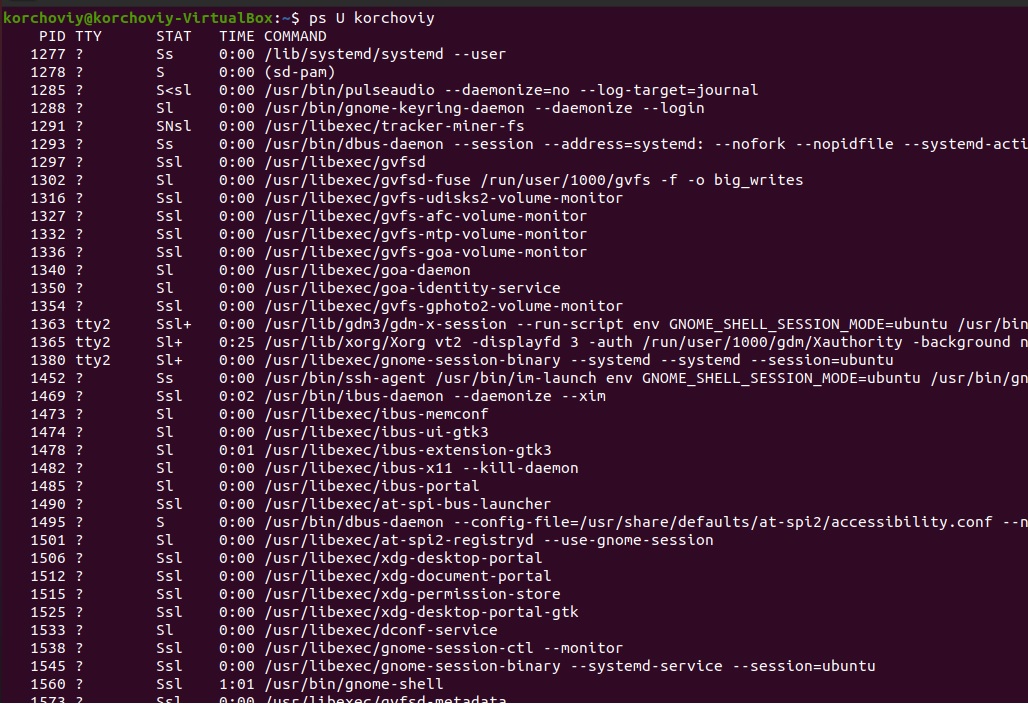 korchoviy@korchoviy-VirtualBox:~$ ps U korchoviy
PID TTY STAT TIME COMMAND
1277 ? Ss 0:00 /lib/systemd/systemd --user
1278 ? S 0:00 (sd-pam)
1285 ? S<sl 0:00 /usr/bin/pulseaudio --daemonize=no --log-target=journal
1288 ? Sl 0:00 /usr/bin/gnome-keyring-daemon --daemonize --login
1291 ? SNsl 0:00 /usr/libexec/tracker-miner-fs
1293 ? Ss 0:00 /usr/bin/dbus-daemon --session --address=systemd: --nofork --nopidfile --systemd-acti
1297 ? Ssl 0:00 /usr/libexec/gvfsd
1302 ? Sl 0:00 /usr/libexec/gvfsd-fuse /run/user/1000/gvfs -f -o big_writes
1316 ? Ssl 0:00 /usr/libexec/gvfs-udisks2-volume-monitor
1327 ? Ssl 0:00 /usr/libexec/gvfs-afc-volume-monitor
1332 ? Ssl 0:00 /usr/libexec/gvfs-mtp-volume-monitor
1336 ? Ssl 0:00 /usr/libexec/gvfs-goa-volume-monitor
1340 ? Sl 0:00 /usr/libexec/goa-daemon
1350 ? Sl 0:00 /usr/libexec/goa-identity-service
1354 ? Ssl 0:00 /usr/libexec/gvfs-gphoto2-volume-monitor
1363 tty2 Ssl+ 0:00 /usr/lib/gdm3/gdm-x-session --run-script env GNOME_SHELL_SESSION_MODE=ubuntu /usr/bin
1365 tty2 Sl+ 0:25 /usr/lib/xorg/Xorg vt2 -displayfd 3 -auth /run/user/1000/gdm/Xauthority -background n
1380 tty2 Sl+ 0:00 /usr/libexec/gnome-session-binary --systemd --systemd --session=ubuntu
1452 ? Ss 0:00 /usr/bin/ssh-agent /usr/bin/im-launch env GNOME_SHELL_SESSION_MODE=ubuntu /usr/bin/gn
1469 ? Ssl 0:02 /usr/bin/ibus-daemon --daemonize --xim
1473 ? Sl 0:00 /usr/libexec/ibus-memconf
1474 ? Sl 0:00 /usr/libexec/ibus-ui-gtk3
1478 ? Sl 0:01 /usr/libexec/ibus-extension-gtk3
1482 ? Sl 0:00 /usr/libexec/ibus-x11 --kill-daemon
1485 ? Sl 0:00 /usr/libexec/ibus-portal
1490 ? Ssl 0:00 /usr/libexec/at-spi-bus-launcher
1495 ? S 0:00 /usr/bin/dbus-daemon --config-file=/usr/share/defaults/at-spi2/accessibility.conf --n
1501 ? Sl 0:00 /usr/libexec/at-spi2-registryd --use-gnome-session
1506 ? Ssl 0:00 /usr/libexec/xdg-desktop-portal
1512 ? Ssl 0:00 /usr/libexec/xdg-document-portal
1515 ? Ssl 0:00 /usr/libexec/xdg-permission-store
1525 ? Ssl 0:00 /usr/libexec/xdg-desktop-portal-gtk
1533 ? Sl 0:00 /usr/libexec/dconf-service
1538 ? Ssl 0:00 /usr/libexec/gnome-session-ctl --monitor
1545 ? Ssl 0:00 /usr/libexec/gnome-session-binary --systemd-service --session=ubuntu
1560 ? Ssl 1:01 /usr/bin/gnome-shell
1573 ? Ssl 0:00 /usr/libexec/gvfsd-metadata